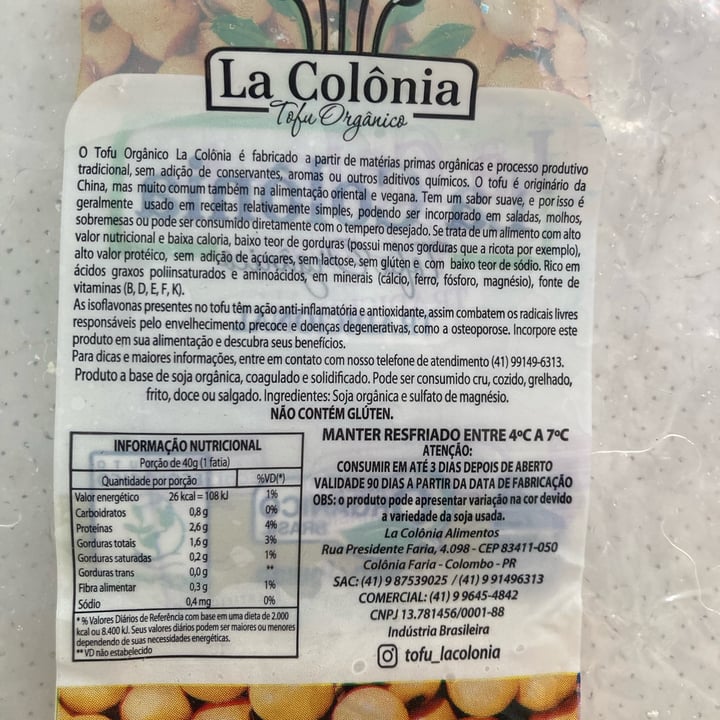 La Colônia
Tofu Orgânico
O Tofu Orgânico La Colônia é fabricado a partir de matérias primas orgânicas e processo produtivo
tradicional, sem adição de conservantes, aromas ou outros aditivos químicos. O tofu é originário da
China, mas muito comum também na alimentação oriental e vegana. Tem um sabor suave, e por isso é
geralmente usado em receitas relativamente simples, podendo ser incorporado em saladas, molhos,
sobremesas ou pode ser consumido diretamente com o tempero desejado. Se trata de um alimento com alto
valor nutricional e baixa caloria, baixo teor de gorduras (possui menos gorduras que a ricota por exemplo),
alto valor protéico, sem adição de açúcares, sem lactose, sem glúten e com baixo teor de sódio. Rico em
ácidos graxos poliinsaturados e aminoácidos, em minerais (cálcio, ferro, fósforo, magnésio), fonte de
vitaminas (B, D, E, F, K).
As isoflavonas presentes no tofu têm ação anti-inflamatória e antioxidante, assim combatem os radicais livres
responsáveis pelo envelhecimento precoce e doenças degenerativas, como a osteoporose. Incorpore este
produto em sua alimentação e descubra seus benefícios.
Para dicas e maiores informações, entre em contato com nosso telefone de atendimento (41) 99149-6313.
Produto a base de soja orgânica, coagulado e solidificado. Pode ser consumido cru, cozido, grelhado,
frito, doce ou salgado. Ingredientes: Soja orgânica e sulfato de magnésio.
NÃO CONTÉM GLÚTEN.
INFORMAÇÃO NUTRICIONAL
Porção de 40g (1 fatia)
Quantidade por porção %VD(*)
Valor energético 26 kcal = 108 kJ 1%
Carboidratos 0,8 g 0%
Proteínas 2,6 g 4%
Gorduras totais 1,6 g 3%
Gorduras saturadas 0,2 g 1%
Gorduras trans 0,0 g **
Fibra alimentar 0,3 g 1%
Sódio 0,4 mg 0%
* % Valores Diários de Referência com base em uma dieta de 2.000
kcal ou 8.400 kJ. Seus valores diários podem ser maiores ou menores
dependendo de suas necessidades energéticas.
** VD não estabelecido
MANTER RESFRIADO ENTRE 4ºC A 7ºC
ATENÇÃO:
CONSUMIR EM ATÉ 3 DIAS DEPOIS DE ABERTO
VALIDADE 90 DIAS A PARTIR DA DATA DE FABRICAÇÃO
OBS: o produto pode apresentar variação na cor devido
a variedade da soja usada.
La Colônia Alimentos
Rua Presidente Faria, 4.098 - CEP 83411-050
Colônia Faria - Colombo - PR
SAC: (41) 9 87539025 / (41) 9 91496313
COMERCIAL: (41) 9 9645-4842
CNPJ 13.781456/0001-88
Indústria Brasileira
tofu_lacolonia